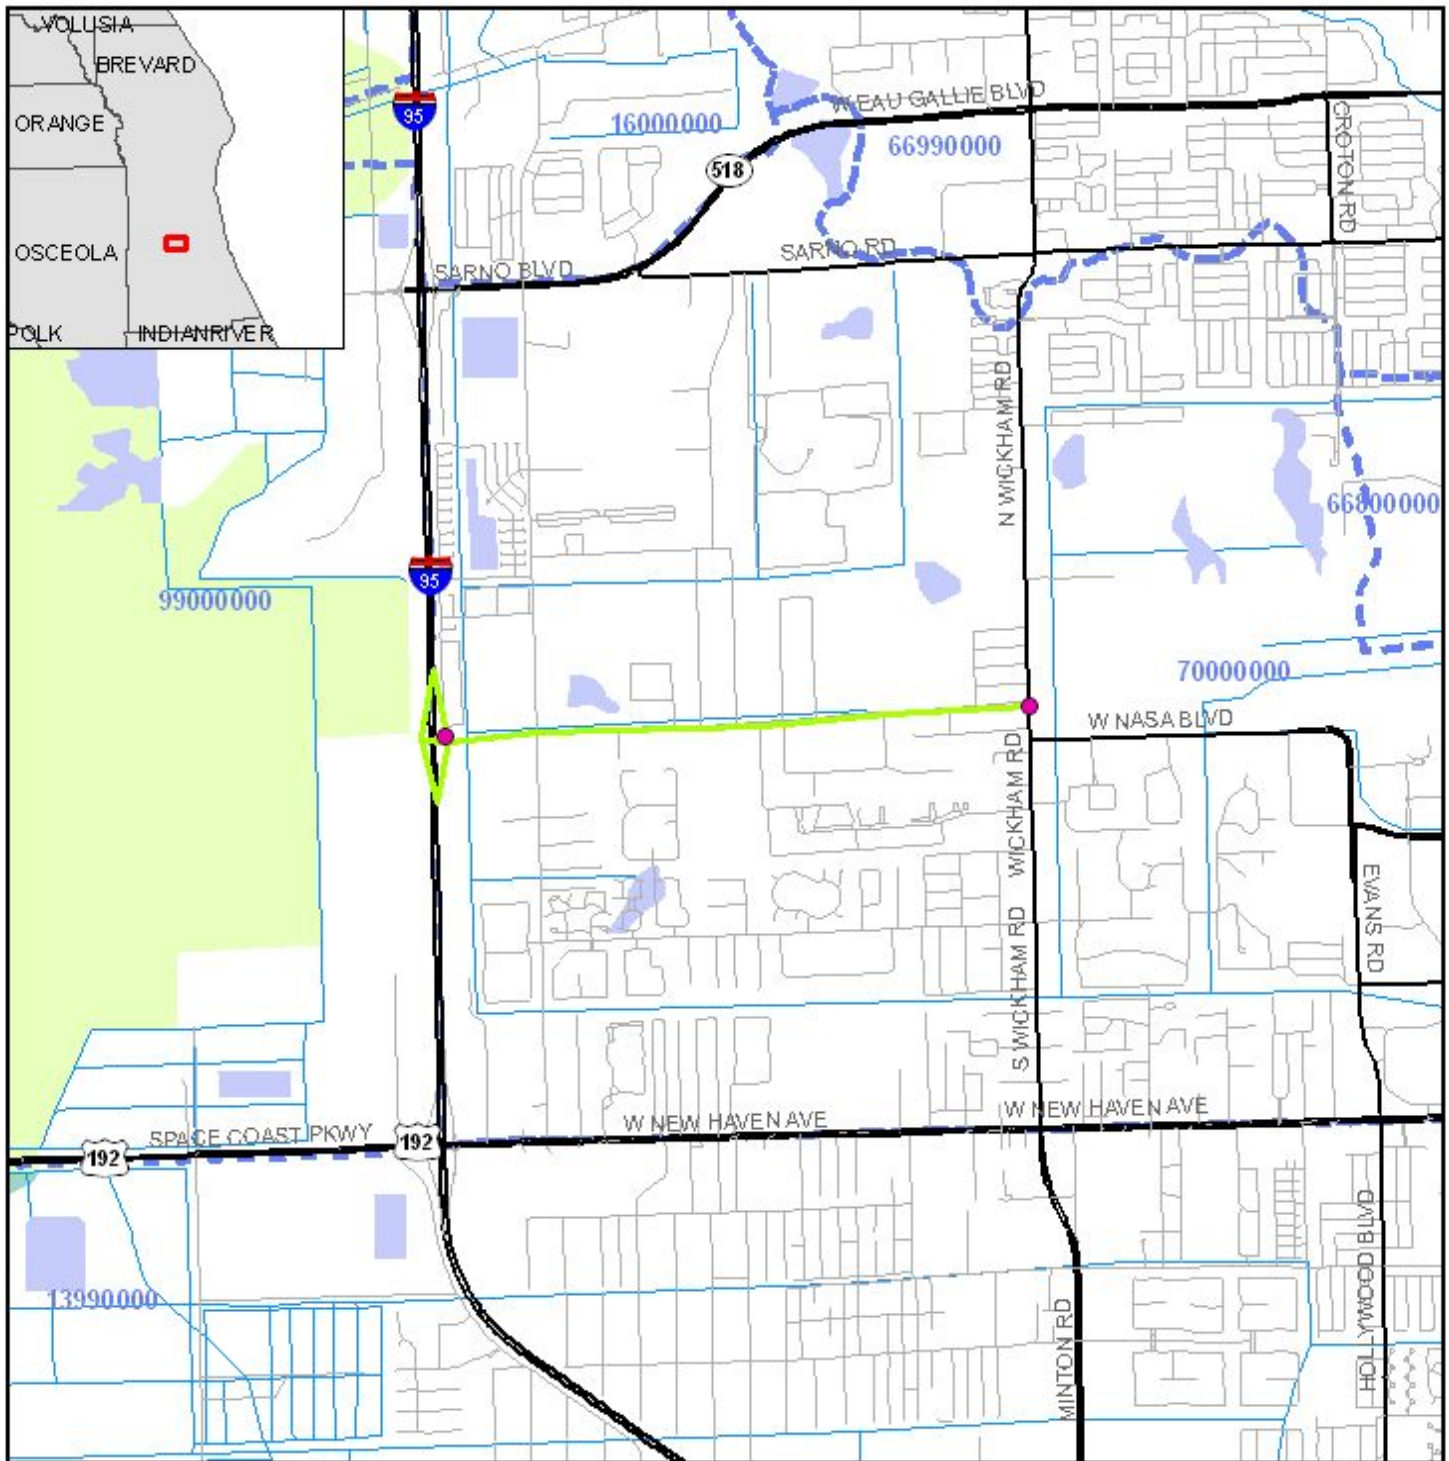 VOLUSIA
BREVARD
ORANGE
OSCEOLA
POLK
INDIANRIVER
95
16000000
W EAU GALLIE BLVD
66990000
518
CROTON RD
SARNO RD
SARNO BLVD
N WICKHAM RD
66800000
95
99000000
70000000
W NASA BLVD
WICKHAM RD
EVANS RD
S WICKHAM RD
W NEW HAVEN AVE
W NEW HAVEN AVE
SPACE COAST PKWY
192
192
HOLLYWOOD BLVD
13990000
MINTON RD